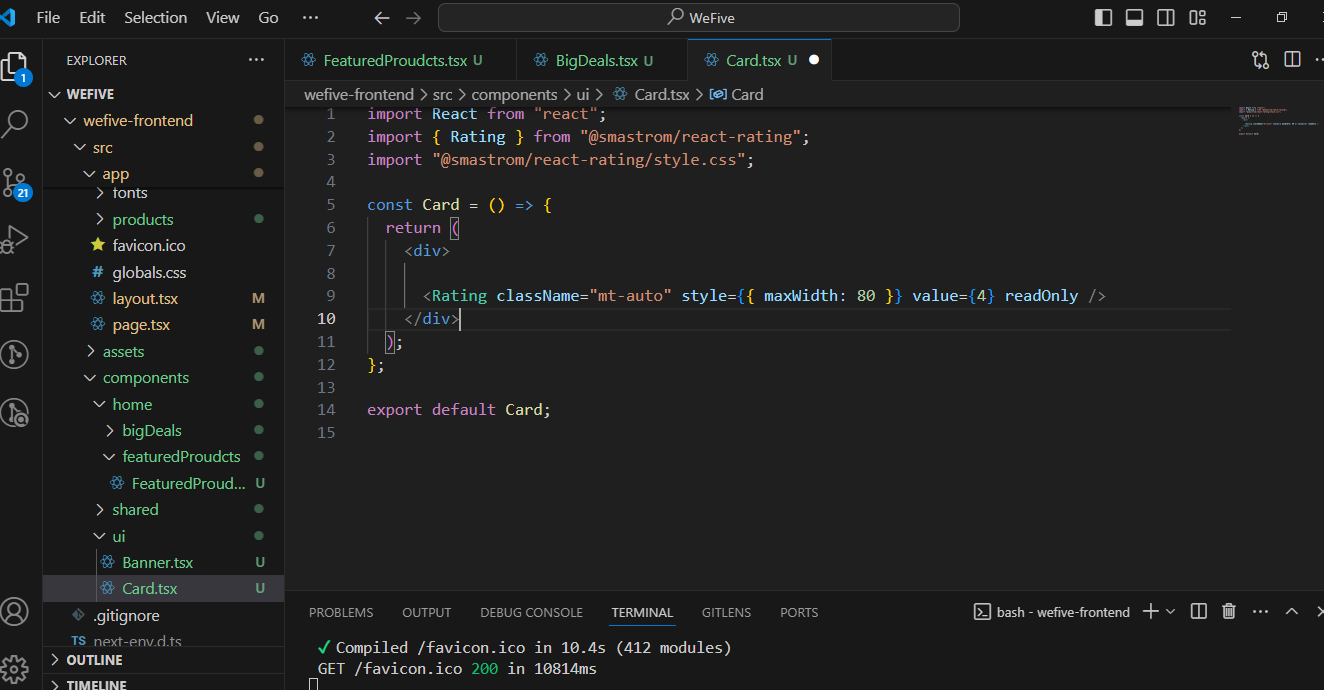 File Edit Selection View Go ··· WeFive
EXPLORER ···
WEFIVE
wefive-frontend
src
app
fonts
products
favicon.ico
# globals.css
layout.tsx M
page.tsx M
assets
components
home
bigDeals
featuredProudcts
FeaturedProud... U
shared
ui
Banner.tsx U
Card.tsx U
.gitignore
TS next-env.d.ts
OUTLINE
TIMELINE
1
21
FeaturedProudcts.tsx U BigDeals.tsx U Card.tsx U
wefive-frontend > src > components > ui > Card.tsx > Card
1 import React from "react";
2 import { Rating } from "@smastrom/react-rating";
3 import "@smastrom/react-rating/style.css";
4
5 const Card = () => {
6 return (
7 <div>
8
9 <Rating className="mt-auto" style={{ maxWidth: 80 }} value={4} readOnly />
10 </div>
11 );
12 };
13
14 export default Card;
15
PROBLEMS OUTPUT DEBUG CONSOLE TERMINAL GITLENS PORTS bash - wefive-frontend
✓ Compiled /favicon.ico in 10.4s (412 modules)
GET /favicon.ico 200 in 10814ms